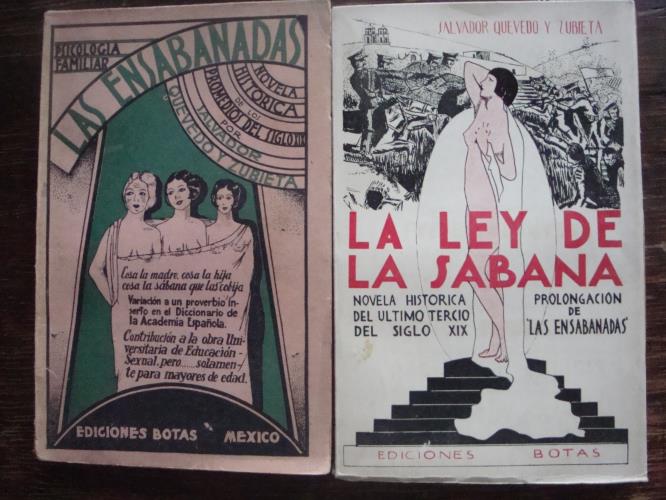 PSICOLOGIA
FAMILIAR
LAS ENSABANADAS
NOVELA
HISTORICA
DE LOS
PRONOMBOS DEL SIGLO
POR
SALVADOR
QUEVEDO Y ZUBIETA
Cosa la madre, cosa la hija
cosa la sábana que las cobija
Variación a un proverbio in-
serto en el Diccionario de
la Academia Española.
Contribución a la obra Uni-
versitaria de Educación-
Sexual, pero.....solamen-
te para mayores de edad.
EDICIONES BOTAS MEXICO
SALVADOR QUEVEDO Y ZUBIETA
LA LEY DE
LA SABANA
NOVELA HISTORICA
DEL ULTIMO TERCIO
DEL SIGLO XIX
PROLONGACION
DE
"LAS ENSABANADAS"
EDICIONES BOTAS